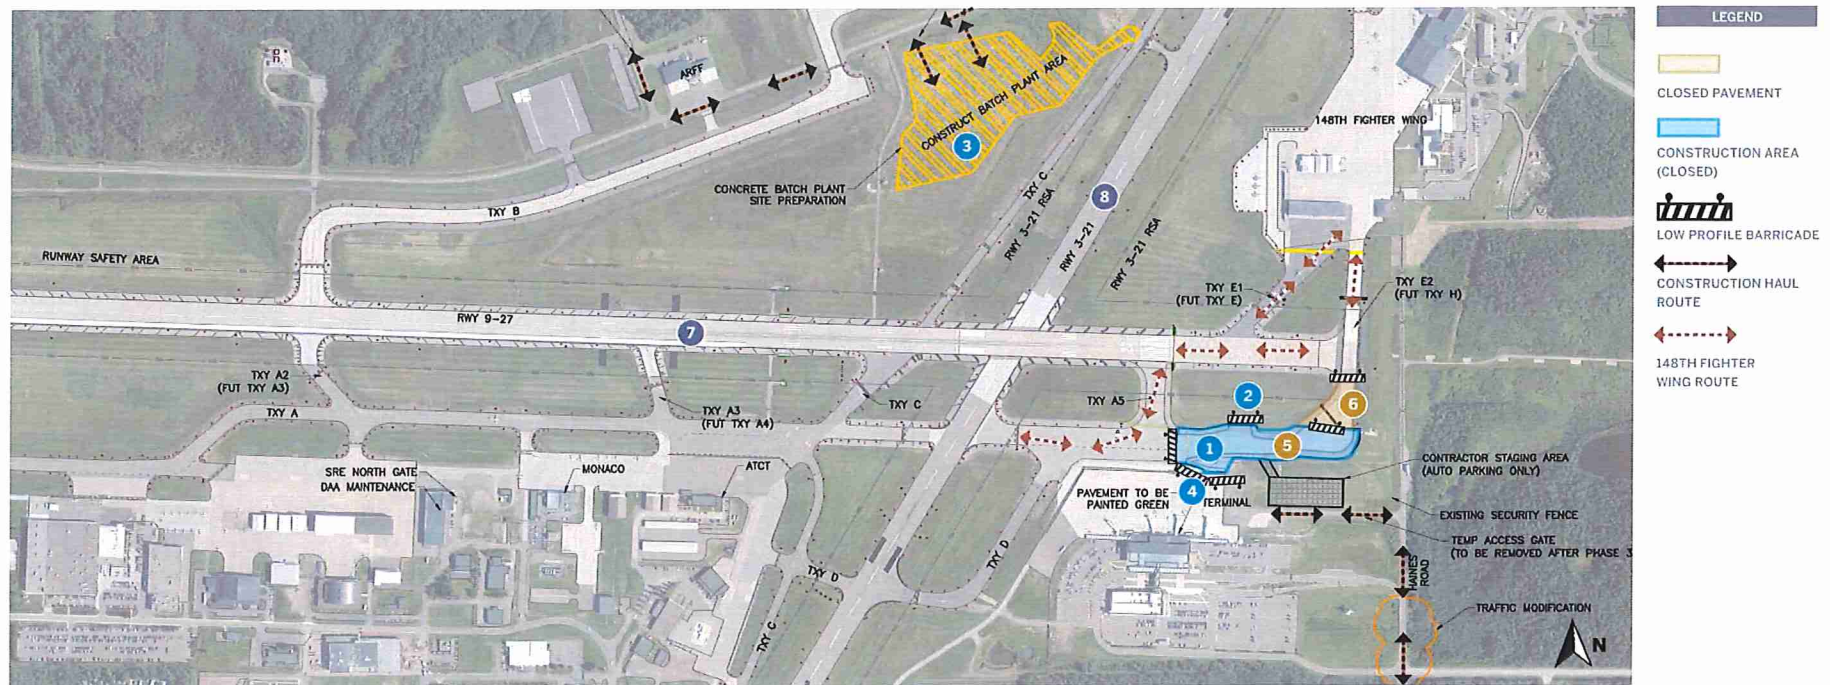 LEGEND
CLOSED PAVEMENT
CONSTRUCTION AREA
(CLOSED)
LOW PROFILE BARRICADE
CONSTRUCTION HAUL
ROUTE
148TH FIGHTER
WING ROUTE
ARFF
CONSTRUCT BATCH PLANT AREA
3
148TH FIGHTER WING
CONCRETE BATCH PLANT
SITE PREPARATION
TXY C
RWY 3-21 RSA
8
RWY 3-21
RWY 3-21 RSA
TXY B
RUNWAY SAFETY AREA
TXY E1
(FUT TXY E)
TXY E2
(FUT TXY H)
RWY 9-27
7
TXY A2
(FUT TXY A3)
TXY A
TXY A3
(FUT TXY A4)
TXY C
TXY A5
2
6
1
5
SRE NORTH GATE
DAA MAINTENANCE
MONACO
ATCT
PAVEMENT TO BE
PAINTED GREEN
4
TERMINAL
CONTRACTOR STAGING AREA
(AUTO PARKING ONLY)
EXISTING SECURITY FENCE
TEMP ACCESS GATE
(TO BE REMOVED AFTER PHASE 3
HAINES
ROAD
TXY D
TXY D
TXY C
TRAFFIC MODIFICATION
N